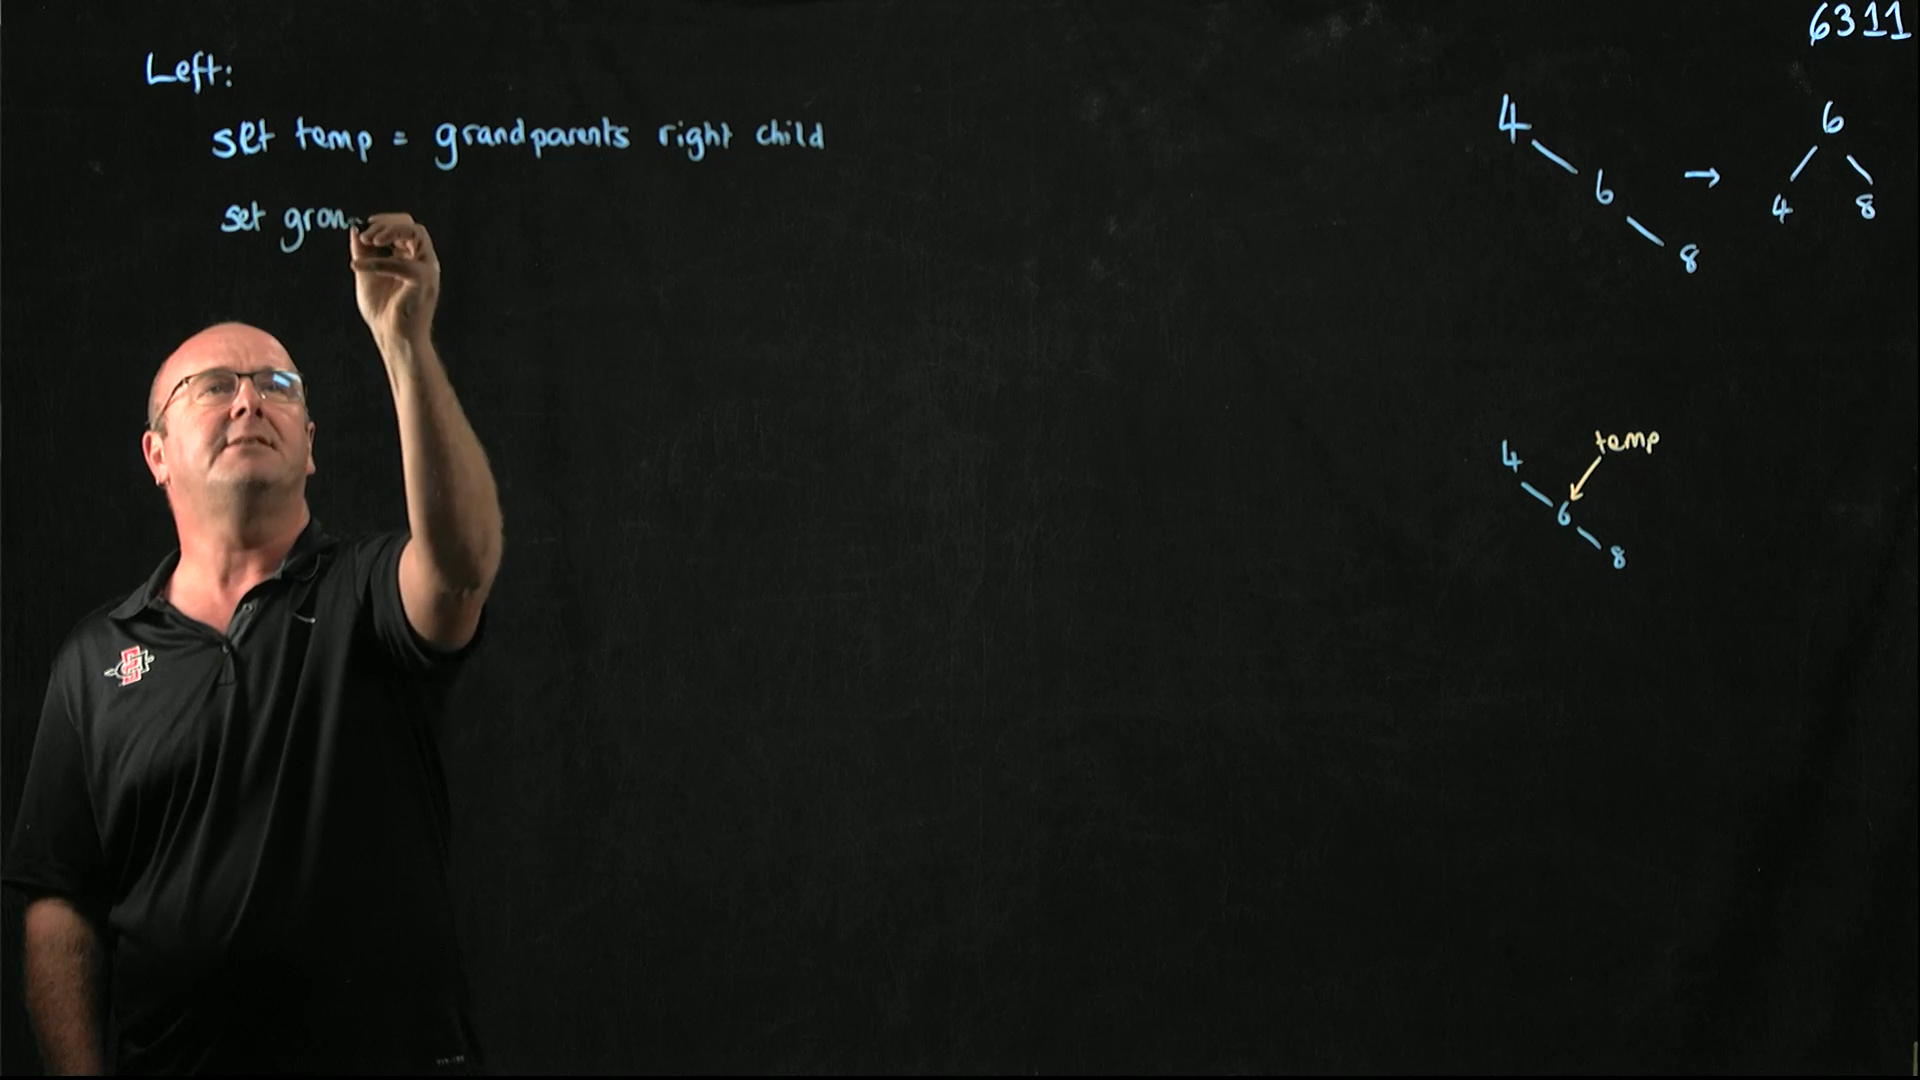 6311
Left:
set temp = grandparents right child
set gran
4
6
8
→
6
4 8
temp
4
6
8